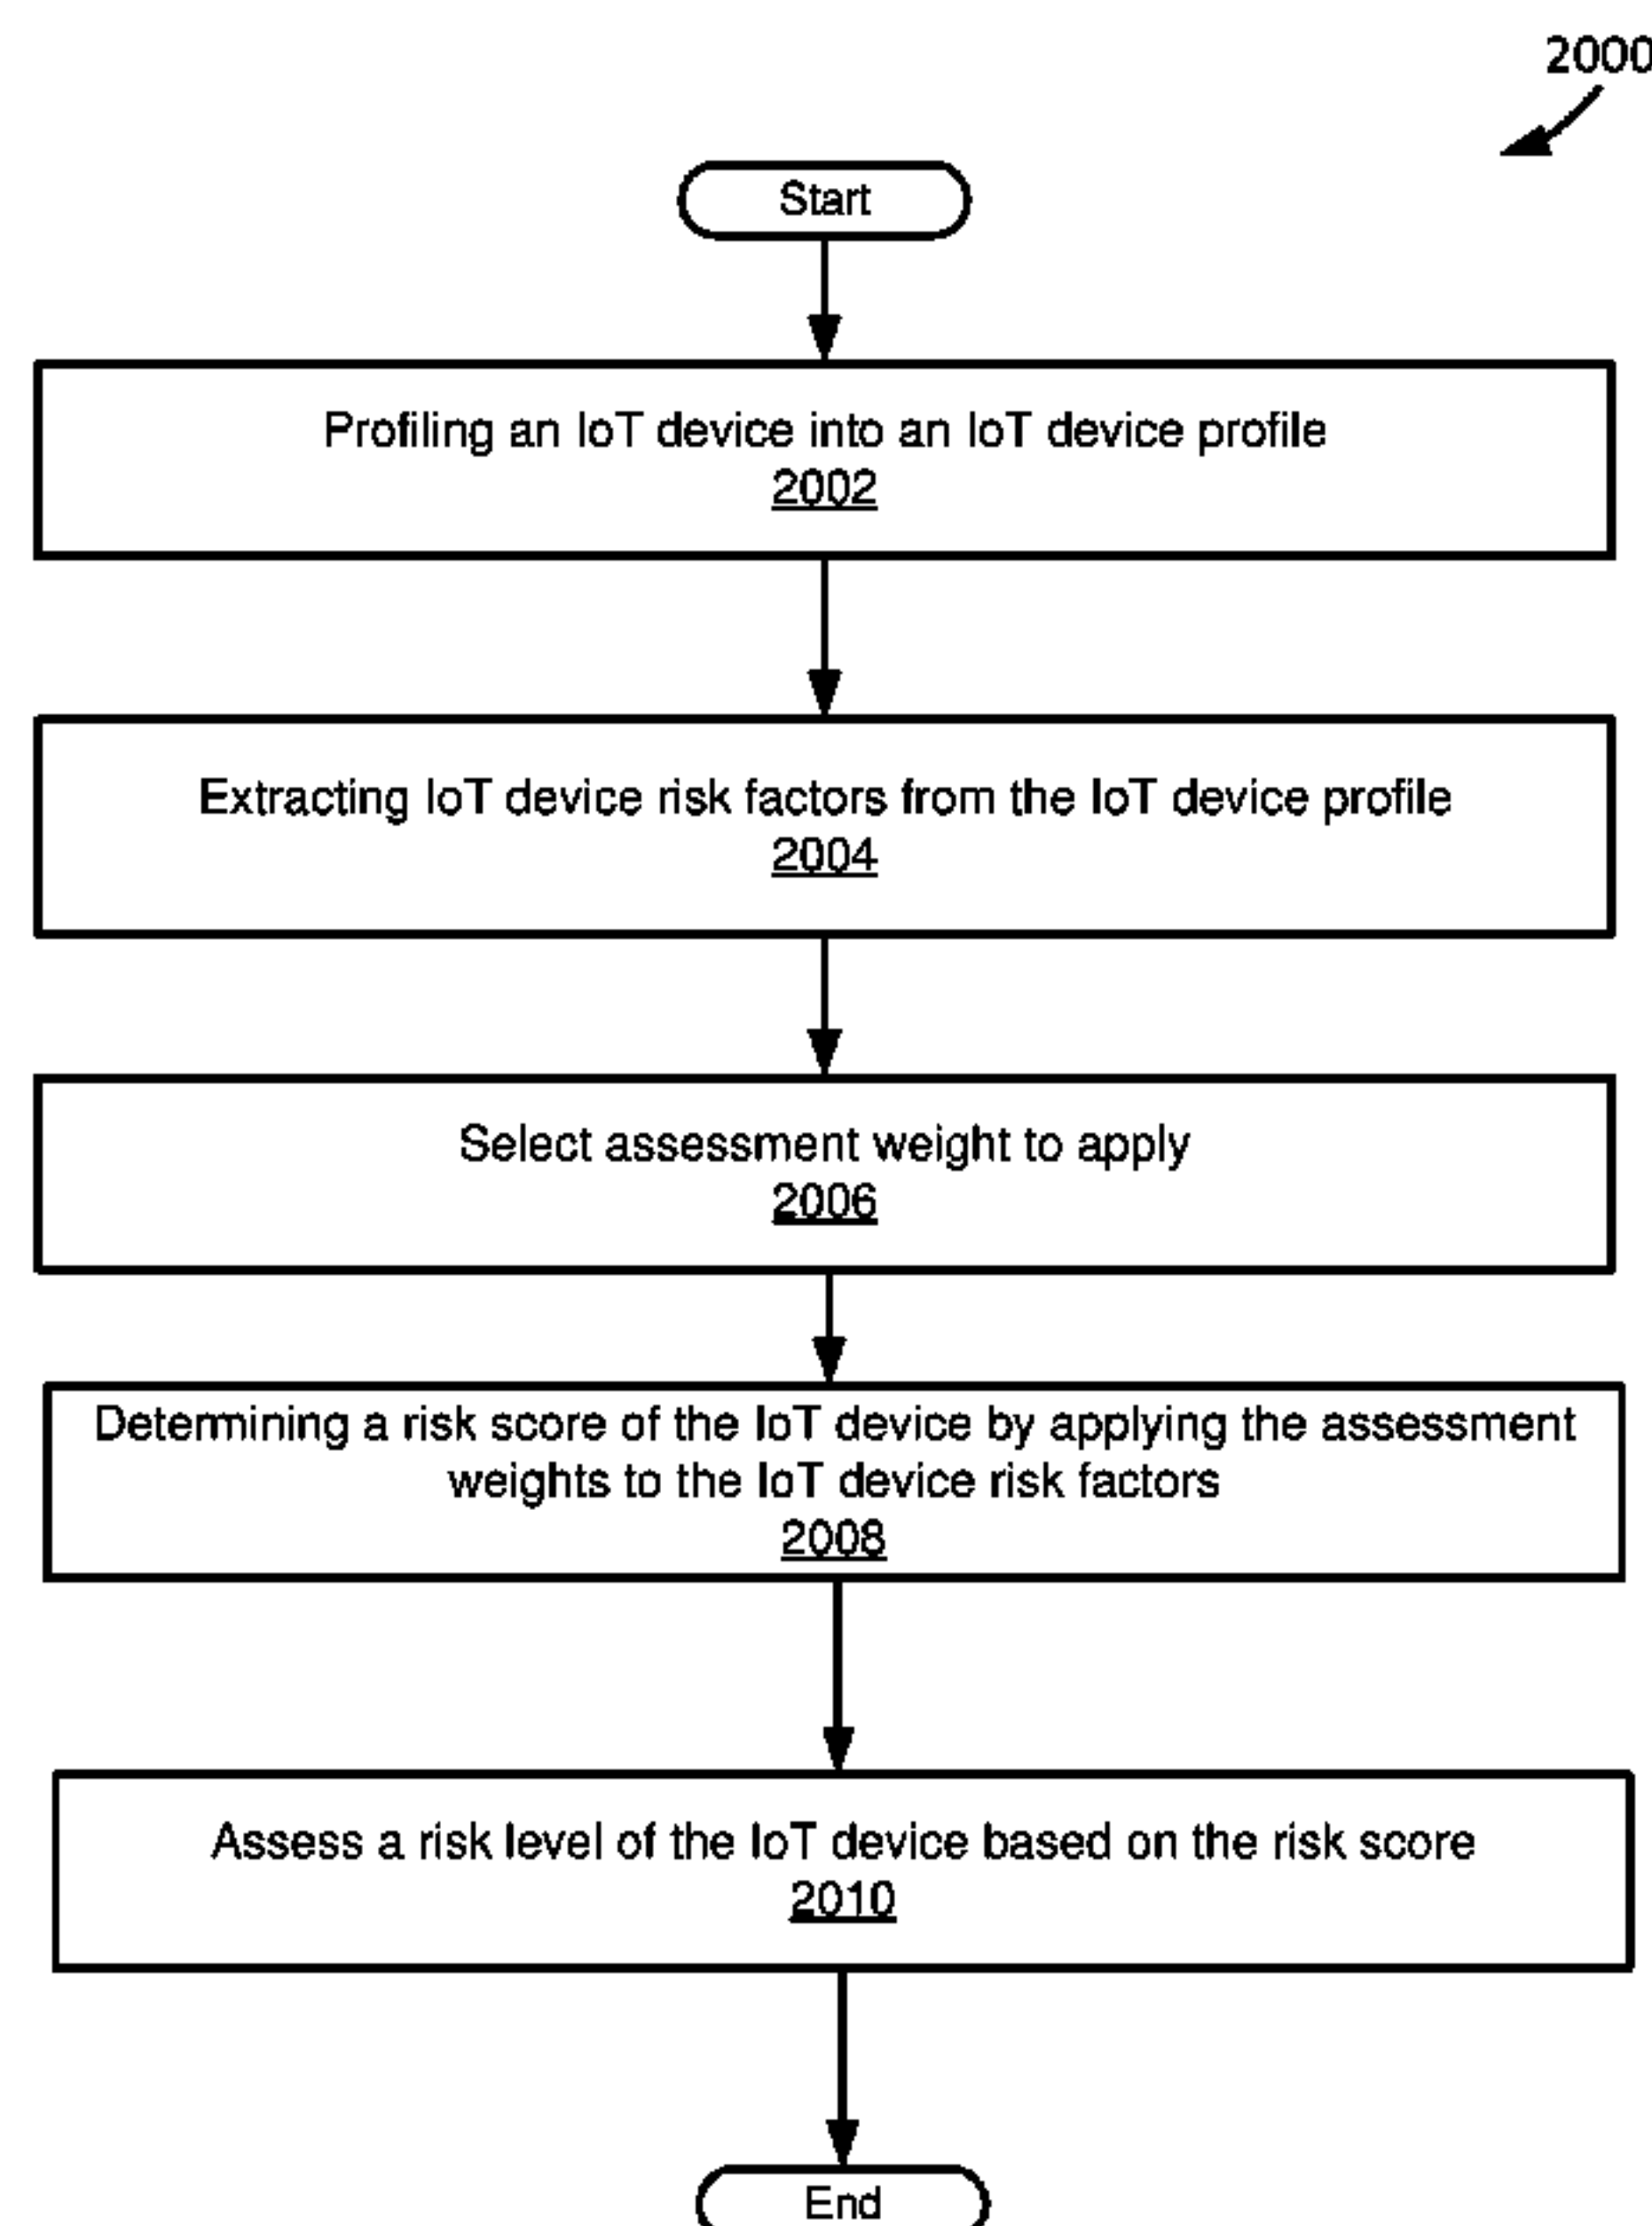 2000
Start
Profiling an IoT device into an IoT device profile
2002
Extracting IoT device risk factors from the IoT device profile
2004
Select assessment weight to apply
2006
Determining a risk score of the IoT device by applying the assessment
weights to the IoT device risk factors
2008
Assess a risk level of the IoT device based on the risk score
2010
End